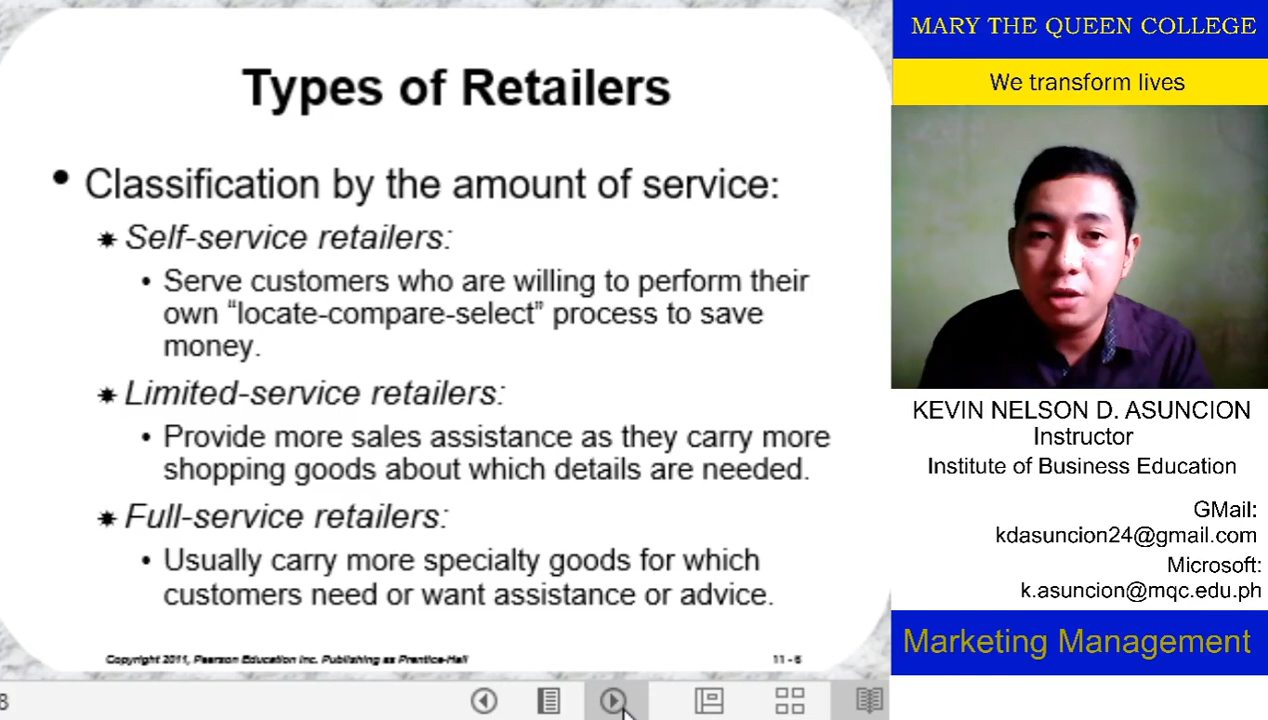 Types of Retailers
• Classification by the amount of service:
Self-service retailers:
• Serve customers who are willing to perform their
own “locate-compare-select” process to save
money.
Limited-service retailers:
• Provide more sales assistance as they carry more
shopping goods about which details are needed.
Full-service retailers:
• Usually carry more specialty goods for which
customers need or want assistance or advice.
Copyright 2011, Pearson Education Inc. Publishing as Prentice-Hall
11 - 6
MARY THE QUEEN COLLEGE
We transform lives
KEVIN NELSON D. ASUNCION
Instructor
Institute of Business Education
GMail:
kdasuncion24@gmail.com
Microsoft:
k.asuncion@mqc.edu.ph
Marketing Management